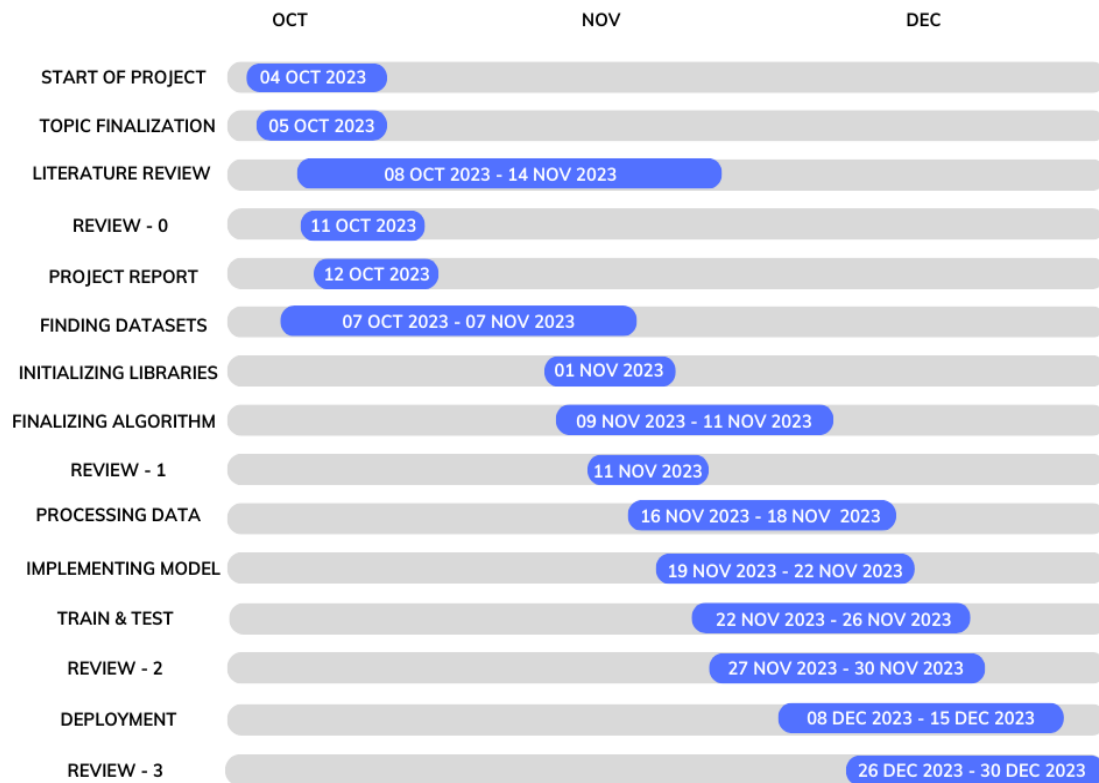 OCT NOV DEC
START OF PROJECT 04 OCT 2023
TOPIC FINALIZATION 05 OCT 2023
LITERATURE REVIEW 08 OCT 2023 - 14 NOV 2023
REVIEW - 0 11 OCT 2023
PROJECT REPORT 12 OCT 2023
FINDING DATASETS 07 OCT 2023 - 07 NOV 2023
INITIALIZING LIBRARIES 01 NOV 2023
FINALIZING ALGORITHM 09 NOV 2023 - 11 NOV 2023
REVIEW - 1 11 NOV 2023
PROCESSING DATA 16 NOV 2023 - 18 NOV 2023
IMPLEMENTING MODEL 19 NOV 2023 - 22 NOV 2023
TRAIN & TEST 22 NOV 2023 - 26 NOV 2023
REVIEW - 2 27 NOV 2023 - 30 NOV 2023
DEPLOYMENT 08 DEC 2023 - 15 DEC 2023
REVIEW - 3 26 DEC 2023 - 30 DEC 2023